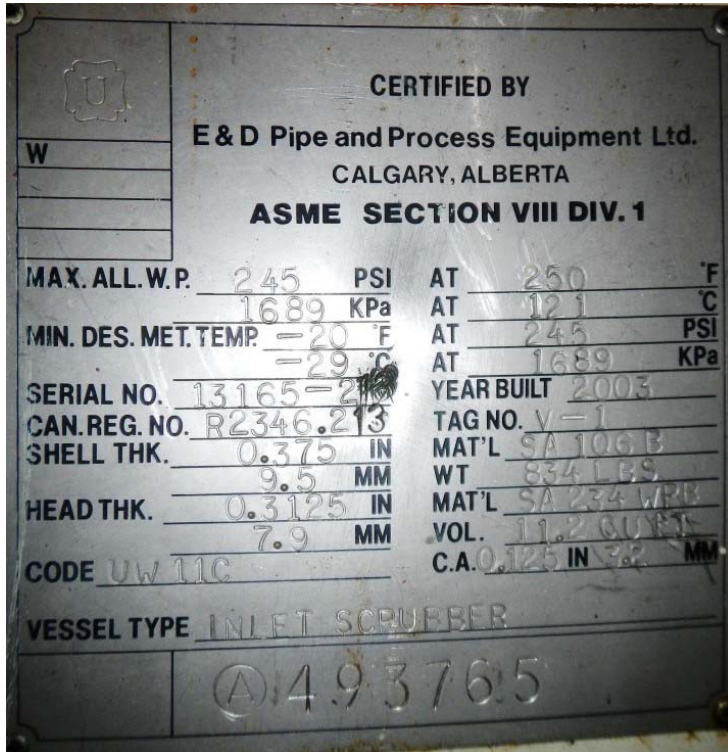 U
W
CERTIFIED BY
E & D Pipe and Process Equipment Ltd.
CALGARY, ALBERTA
ASME SECTION VIII DIV. 1
MAX. ALL. W.P. 245 PSI AT 250 °F
1689 KPa AT 121 °C
MIN. DES. MET. TEMP. -20 °F AT 245 PSI
-29 °C AT 1689 KPa
SERIAL NO. YEAR BUILT 2003
CAN. REG. NO. R2346.213 TAG NO. V-1
SHELL THK. 0.375 IN MAT'L SA 106B
9.5 MM WT 834 LBS
HEAD THK. 0.3125 IN MAT'L SA 234 WPB
7.9 MM VOL. 11.2 CU FT
CODE UW 11C C.A. 0.125 IN 3.2 MM
VESSEL TYPE INLET SCRUBBER
A 493765